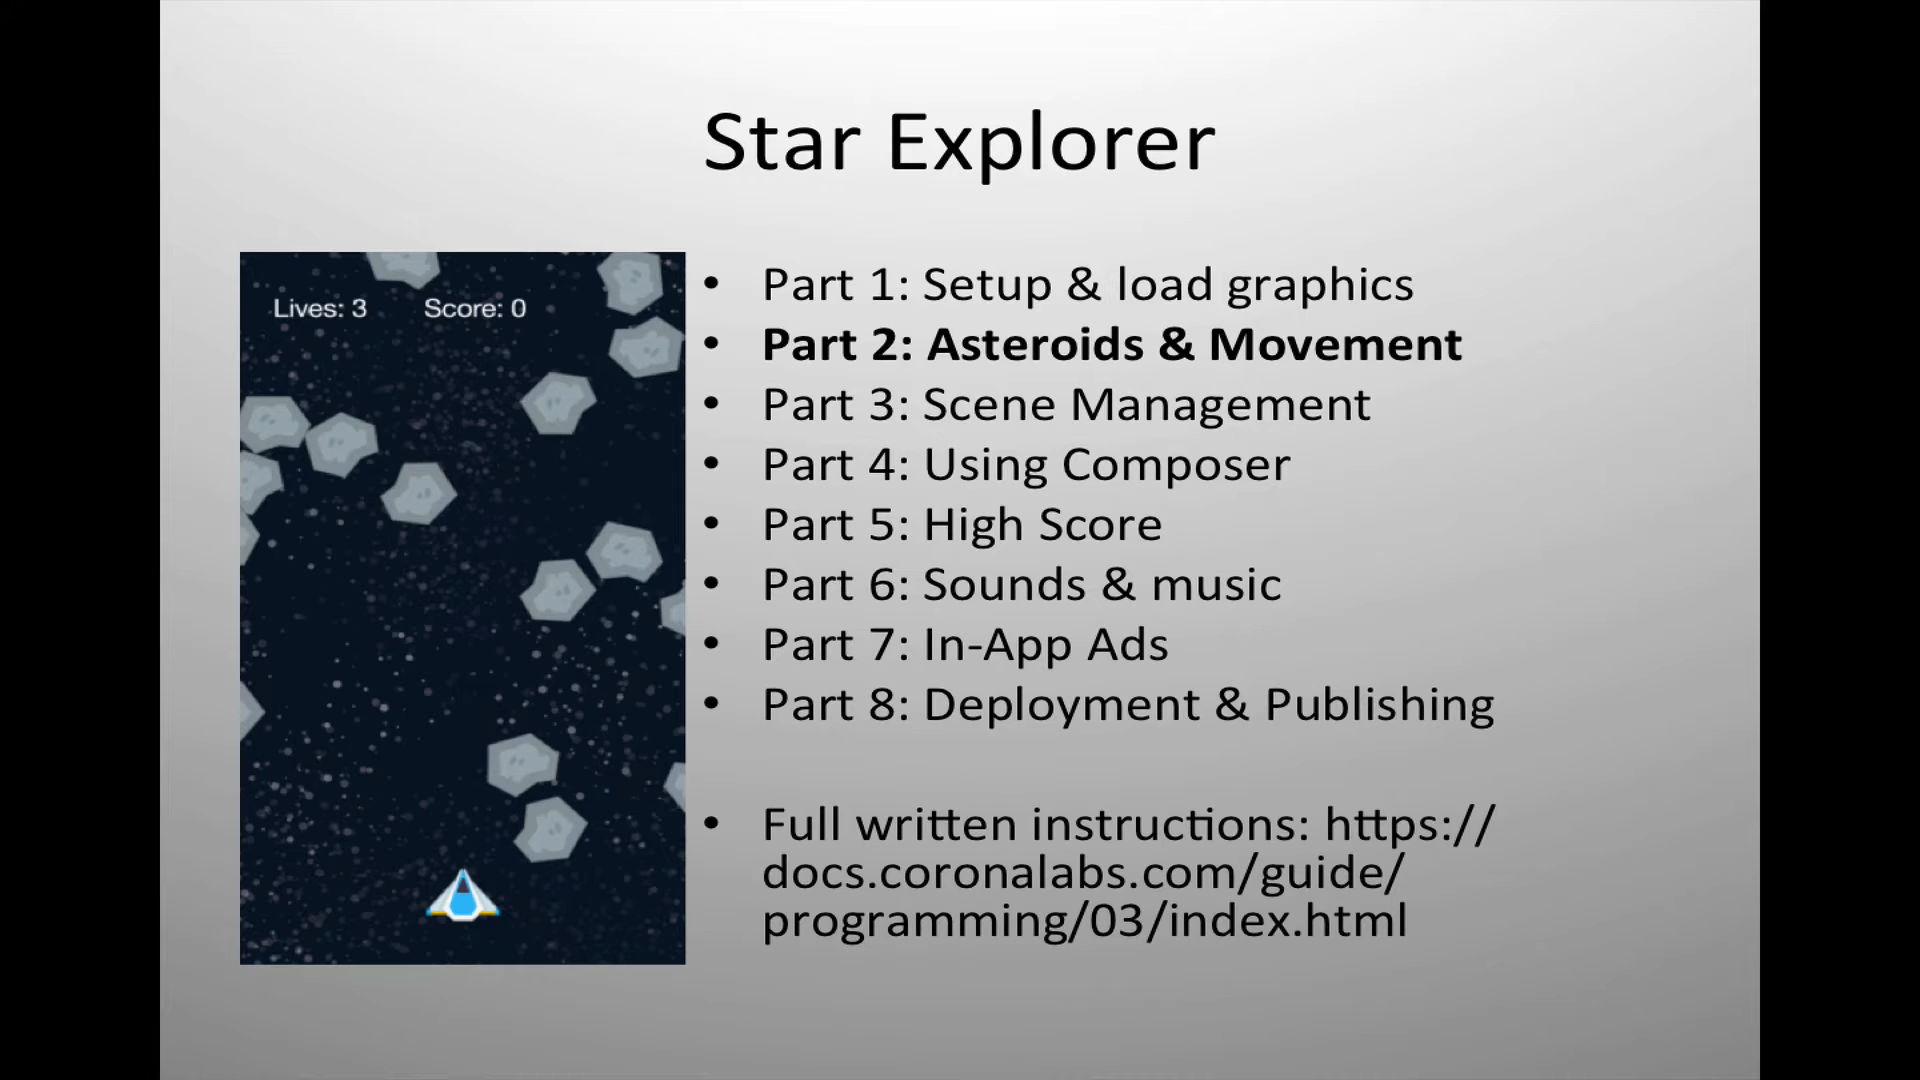 Star Explorer
Lives: 3 Score: 0
• Part 1: Setup & load graphics
• Part 2: Asteroids & Movement
• Part 3: Scene Management
• Part 4: Using Composer
• Part 5: High Score
• Part 6: Sounds & music
• Part 7: In-App Ads
• Part 8: Deployment & Publishing
• Full written instructions: https://
docs.coronalabs.com/guide/
programming/03/index.html